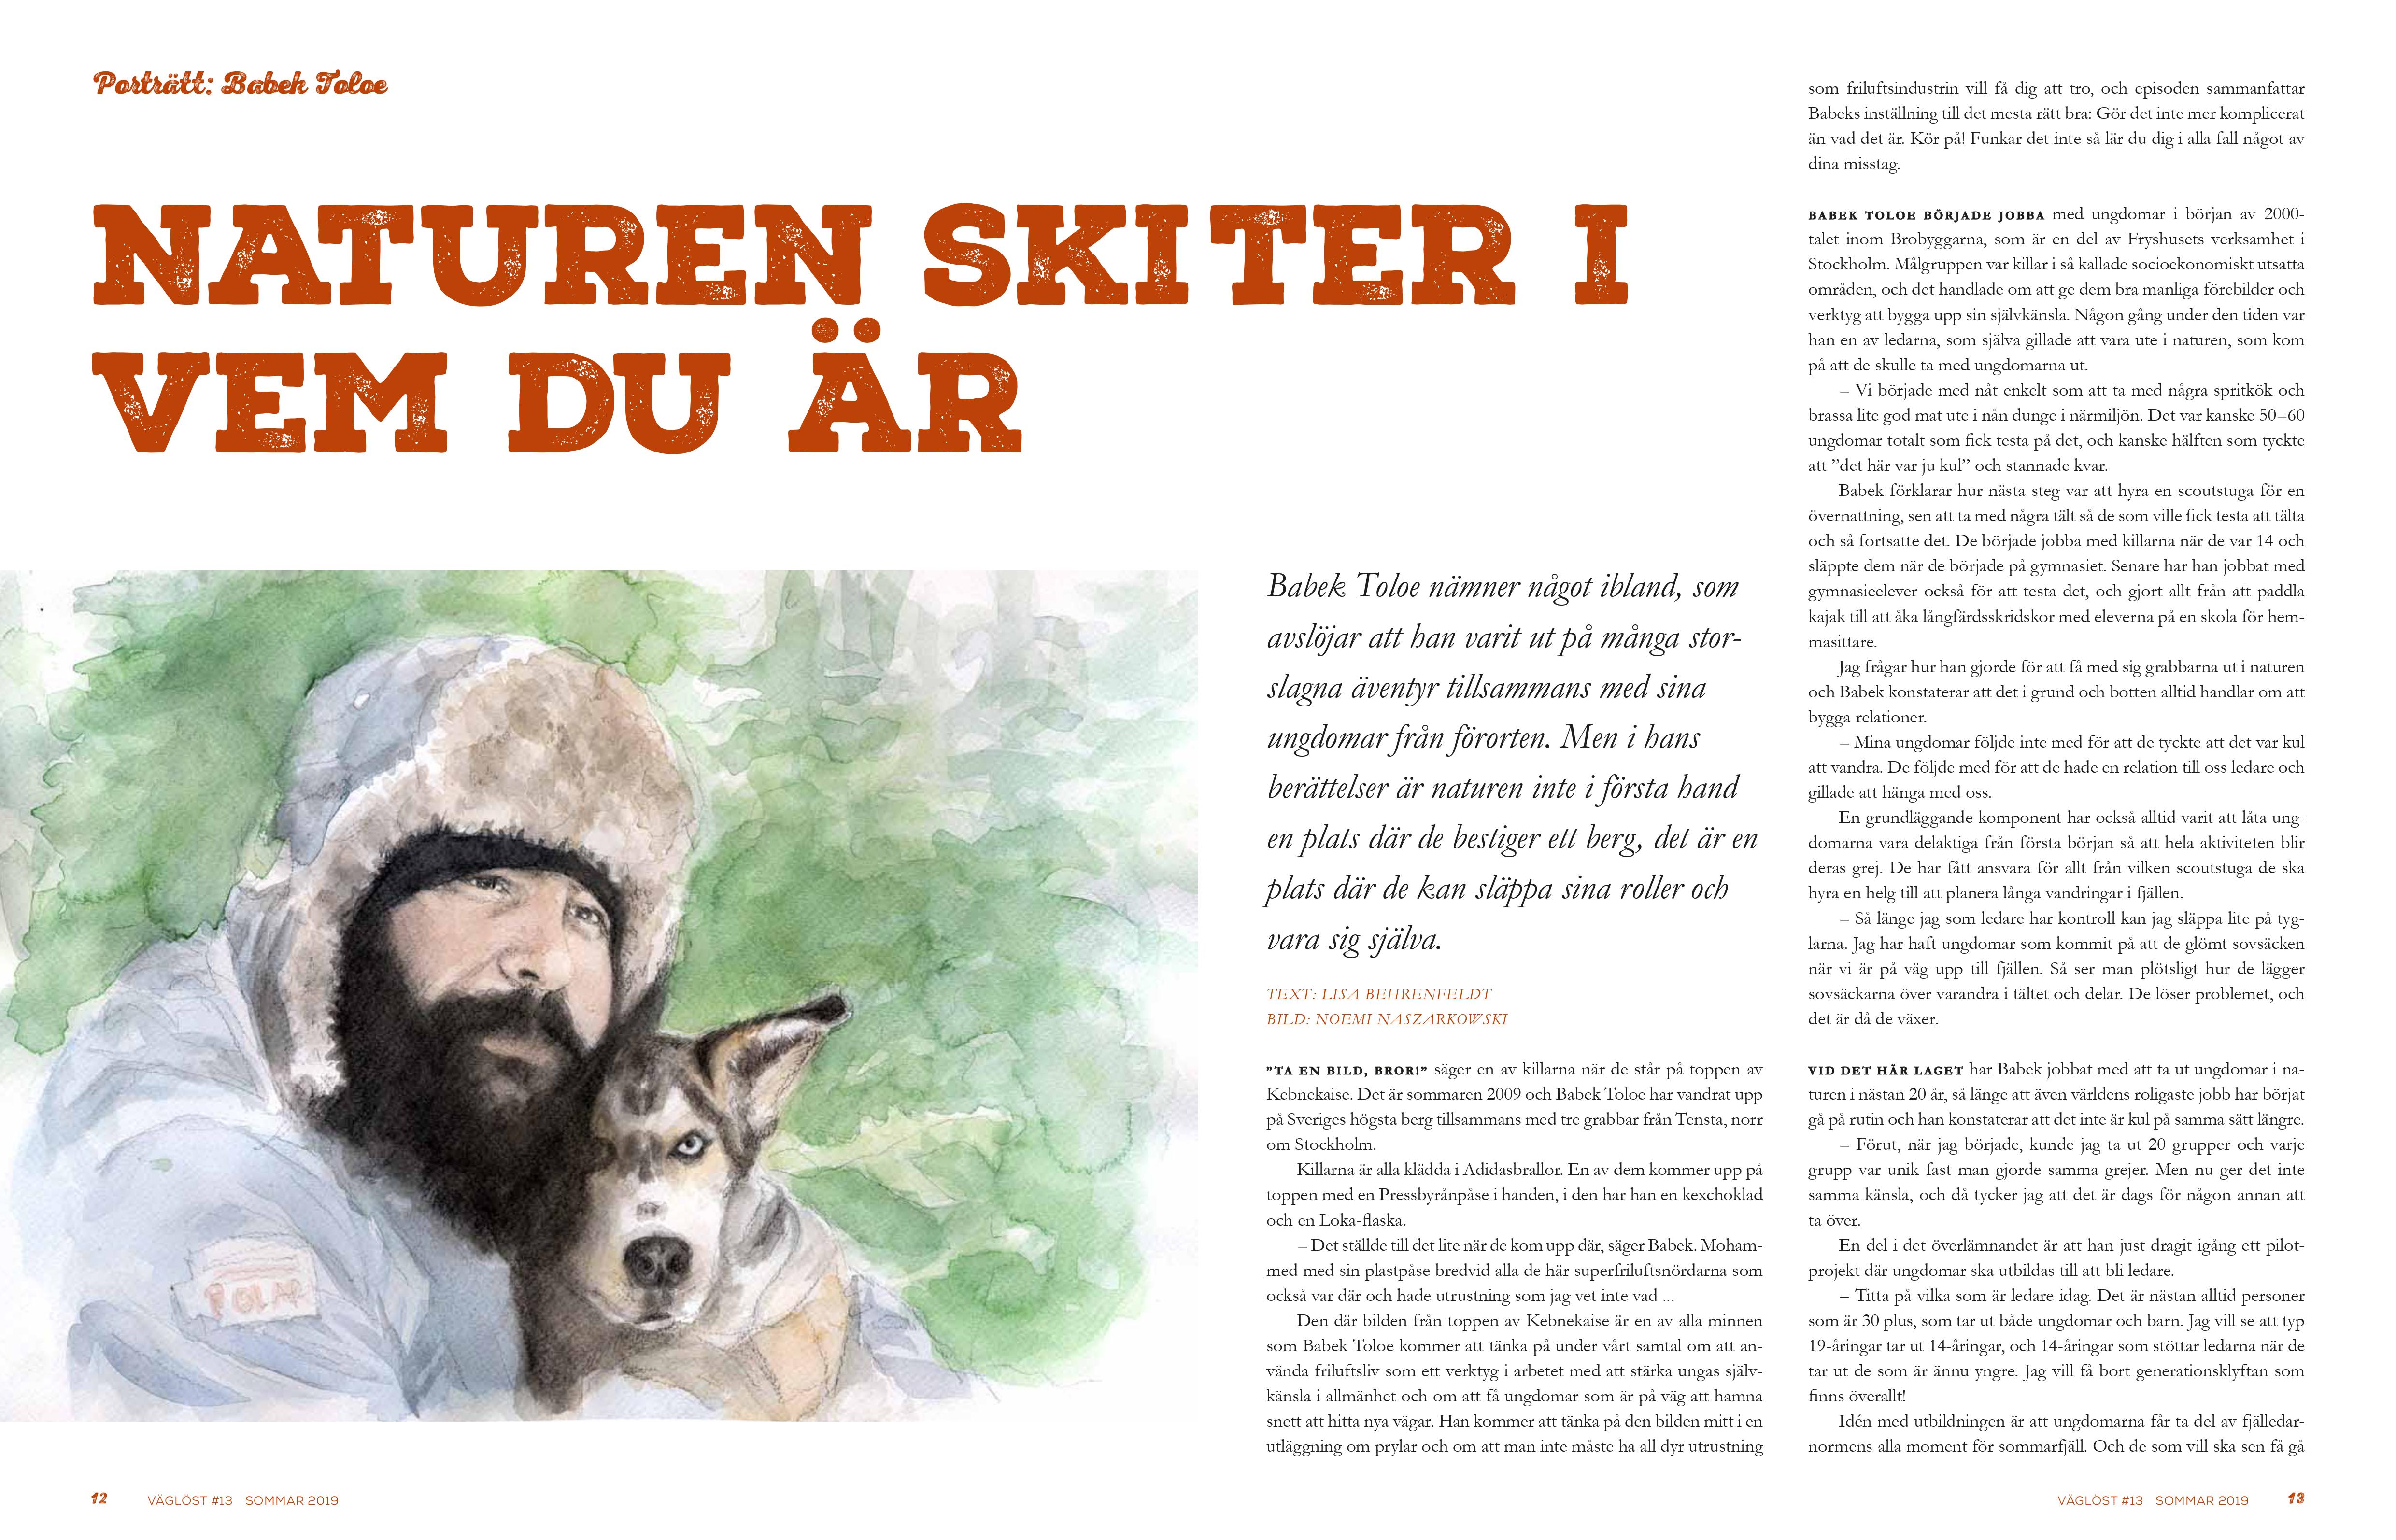 Porträtt: Babek Toloe
NATUREN SKITER I
VEM DU ÄR
POLAR
Babek Toloe nämner något ibland, som
avslöjar att han varit ut på många stor-
slagna äventyr tillsammans med sina
ungdomar från förorten. Men i hans
berättelser är naturen inte i första hand
en plats där de bestiger ett berg, det är en
plats där de kan släppa sina roller och
vara sig själva.
TEXT: LISA BEHRENFELDT
BILD: NOEMI NASZARKOWSKI
”TA EN BILD, BROR!” säger en av killarna när de står på toppen av
Kebnekaise. Det är sommaren 2009 och Babek Toloe har vandrat upp
på Sveriges högsta berg tillsammans med tre grabbar från Tensta, norr
om Stockholm.
Killarna är alla klädda i Adidasbrallor. En av dem kommer upp på
toppen med en Pressbyrånpåse i handen, i den har han en kexchoklad
och en Loka-flaska.
– Det ställde till det lite när de kom upp där, säger Babek. Moham-
med med sin plastpåse bredvid alla de här superfriluftsnördarna som
också var där och hade utrustning som jag vet inte vad ...
Den där bilden från toppen av Kebnekaise är en av alla minnen
som Babek Toloe kommer att tänka på under vårt samtal om att an-
vända friluftsliv som ett verktyg i arbetet med att stärka ungas själv-
känsla i allmänhet och om att få ungdomar som är på väg att hamna
snett att hitta nya vägar. Han kommer att tänka på den bilden mitt i en
utläggning om prylar och om att man inte måste ha all dyr utrustning
som friluftsindustrin vill få dig att tro, och episoden sammanfattar
Babeks inställning till det mesta rätt bra: Gör det inte mer komplicerat
än vad det är. Kör på! Funkar det inte så lär du dig i alla fall något av
dina misstag.
BABEK TOLOE BÖRJADE JOBBA med ungdomar i början av 2000-
talet inom Brobyggarna, som är en del av Fryshusets verksamhet i
Stockholm. Målgruppen var killar i så kallade socioekonomiskt utsatta
områden, och det handlade om att ge dem bra manliga förebilder och
verktyg att bygga upp sin självkänsla. Någon gång under den tiden var
han en av ledarna, som själva gillade att vara ute i naturen, som kom
på att de skulle ta med ungdomarna ut.
– Vi började med nåt enkelt som att ta med några spritkök och
brassa lite god mat ute i nån dunge i närmiljön. Det var kanske 50–60
ungdomar totalt som fick testa på det, och kanske hälften som tyckte
att ”det här var ju kul” och stannade kvar.
Babek förklarar hur nästa steg var att hyra en scoutstuga för en
övernattning, sen att ta med några tält så de som ville fick testa att tälta
och så fortsatte det. De började jobba med killarna när de var 14 och
släppte dem när de började på gymnasiet. Senare har han jobbat med
gymnasieelever också för att testa det, och gjort allt från att paddla
kajak till att åka långfärdsskridskor med eleverna på en skola för hem-
masittare.
Jag frågar hur han gjorde för att få med sig grabbarna ut i naturen
och Babek konstaterar att det i grund och botten alltid handlar om att
bygga relationer.
– Mina ungdomar följde inte med för att de tyckte att det var kul
att vandra. De följde med för att de hade en relation till oss ledare och
gillade att hänga med oss.
En grundläggande komponent har också alltid varit att låta ung-
domarna vara delaktiga från första början så att hela aktiviteten blir
deras grej. De har fått ansvara för allt från vilken scoutstuga de ska
hyra en helg till att planera långa vandringar i fjällen.
– Så länge jag som ledare har kontroll kan jag släppa lite på tyg-
larna. Jag har haft ungdomar som kommit på att de glömt sovsäcken
när vi är på väg upp till fjällen. Så ser man plötsligt hur de lägger
sovsäckarna över varandra i tältet och delar. De löser problemet, och
det är då de växer.
VID DET HÄR LAGET har Babek jobbat med att ta ut ungdomar i na-
turen i nästan 20 år, så länge att även världens roligaste jobb har börjat
gå på rutin och han konstaterar att det inte är kul på samma sätt längre.
– Förut, när jag började, kunde jag ta ut 20 grupper och varje
grupp var unik fast man gjorde samma grejer. Men nu ger det inte
samma känsla, och då tycker jag att det är dags för någon annan att
ta över.
En del i det överlämnandet är att han just dragit igång ett pilot-
projekt där ungdomar ska utbildas till att bli ledare.
– Titta på vilka som är ledare idag. Det är nästan alltid personer
som är 30 plus, som tar ut både ungdomar och barn. Jag vill se att typ
19-åringar tar ut 14-åringar, och 14-åringar som stöttar ledarna när de
tar ut de som är ännu yngre. Jag vill få bort generationsklyftan som
finns överallt!
Idén med utbildningen är att ungdomarna får ta del av fjälledar-
normens alla moment för sommarfjäll. Och de som vill ska sen få gå
12 VÄGLÖST #13 SOMMAR 2019
VÄGLÖST #13 SOMMAR 2019 13